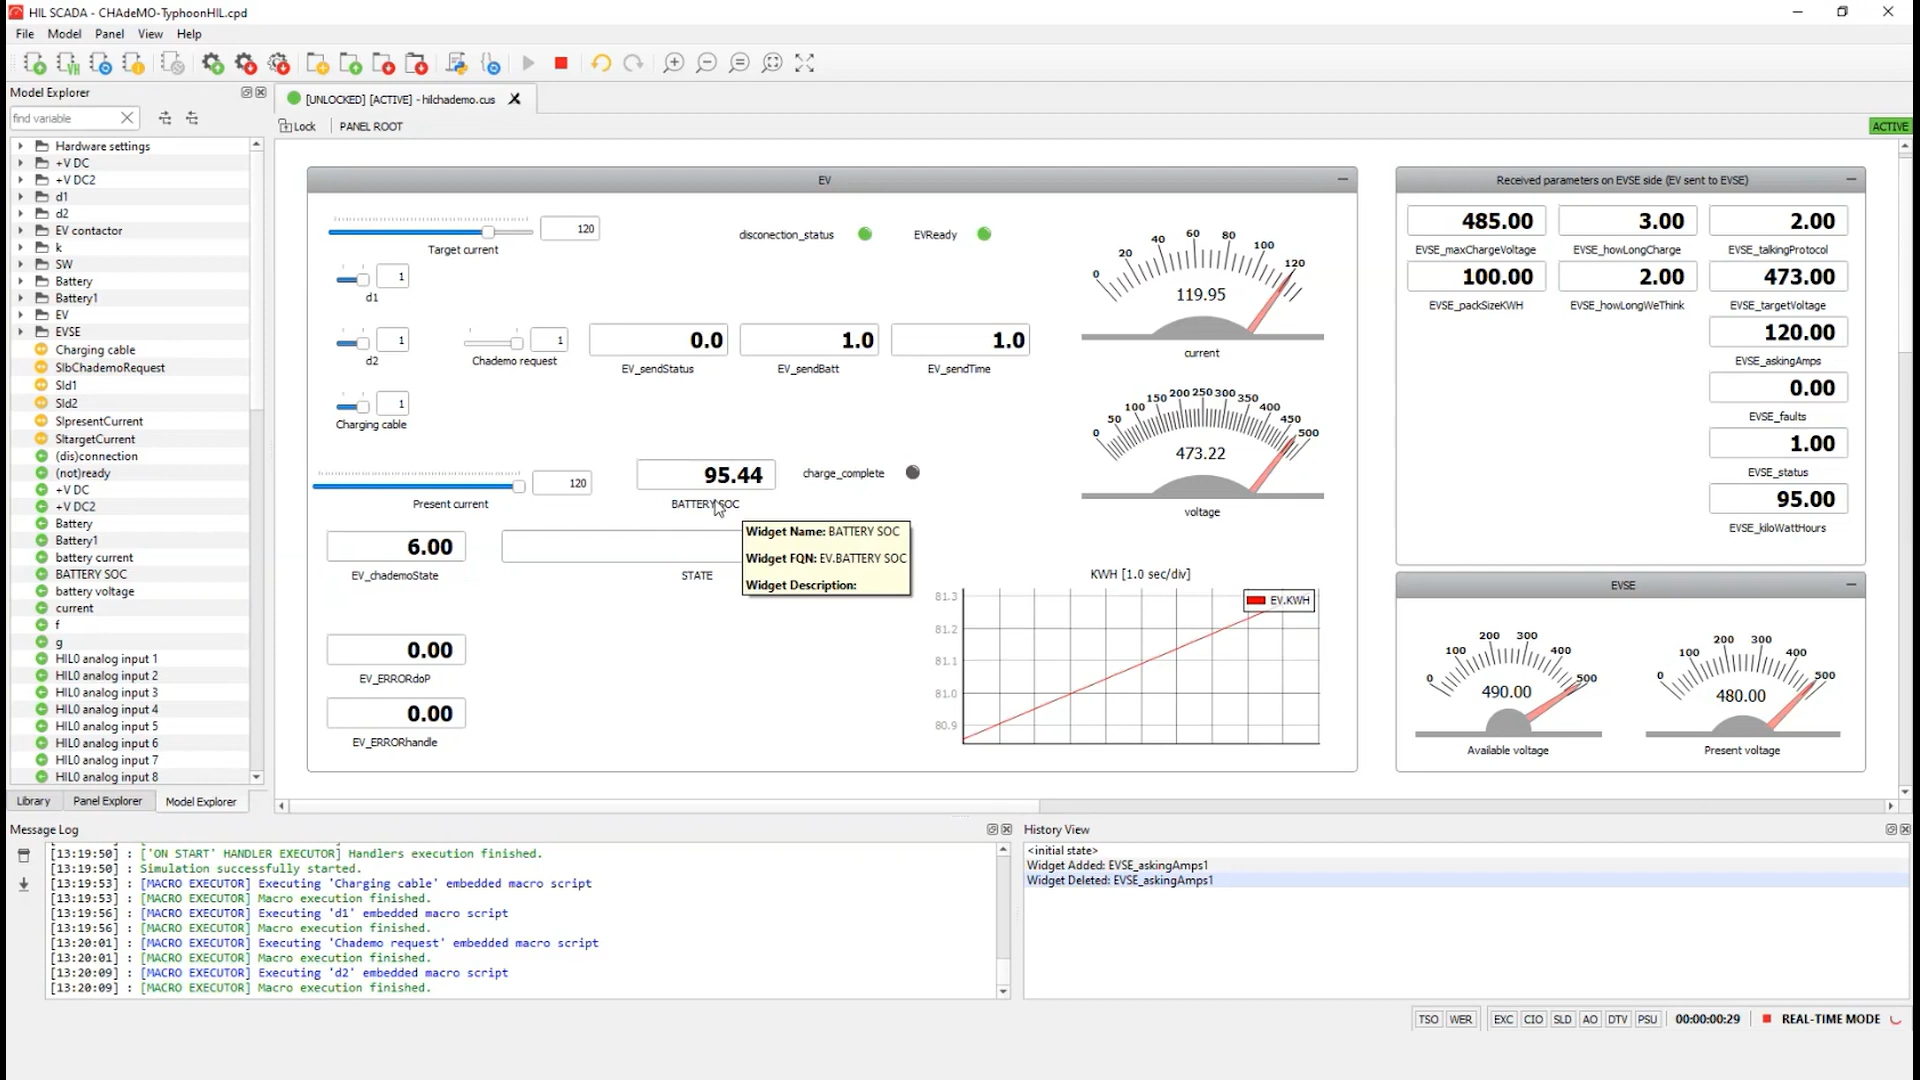 HIL SCADA - CHAdeMO-TyphoonHIL.cpd
File Model Panel View Help
Model Explorer
[UNLOCKED] [ACTIVE] - hilchademo.cus
find variable
Lock PANEL ROOT
ACTIVE
Hardware settings
+V DC
+V DC2
d1
d2
EV contactor
k
SW
Battery
Battery1
EV
EVSE
Charging cable
SlbChademoRequest
Sld1
Sld2
SlpresentCurrent
SltargetCurrent
(dis)connection
(not)ready
+V DC
+V DC2
Battery
Battery1
battery current
BATTERY SOC
battery voltage
current
f
g
HIL0 analog input 1
HIL0 analog input 2
HIL0 analog input 3
HIL0 analog input 4
HIL0 analog input 5
HIL0 analog input 6
HIL0 analog input 7
HIL0 analog input 8
Library Panel Explorer Model Explorer
EV
120
Target current
disconection_status
EVReady
1
d1
1
d2
1
Chademo request
0.0
EV_sendStatus
1.0
EV_sendBatt
1.0
EV_sendTime
1
Charging cable
120
Present current
95.44
BATTERY SOC
charge_complete
Widget Name: BATTERY SOC
Widget FQN: EV.BATTERY SOC
Widget Description:
6.00
EV_chademoState
STATE
0.00
EV_ERRORdoP
0.00
EV_ERRORhandle
0 20 40 60 80 100 120
119.95
current
0 50 100 150 200 250 300 350 400 450 500
473.22
voltage
KWH [1.0 sec/div]
EV.KWH
81.3
81.2
81.1
81.0
80.9
Received parameters on EVSE side (EV sent to EVSE)
485.00 3.00 2.00
EVSE_maxChargeVoltage EVSE_howLongCharge EVSE_talkingProtocol
100.00 2.00 473.00
EVSE_packSizeKWH EVSE_howLongWeThink EVSE_targetVoltage
120.00
EVSE_askingAmps
0.00
EVSE_faults
1.00
EVSE_status
95.00
EVSE_kiloWattHours
EVSE
0 100 200 300 400 500
490.00
Available voltage
0 100 200 300 400 500
480.00
Present voltage
Message Log
[13:19:50] : ['ON START' HANDLER EXECUTOR] Handlers execution finished.
[13:19:50] : Simulation successfully started.
[13:19:53] : [MACRO EXECUTOR] Executing 'Charging cable' embedded macro script
[13:19:53] : [MACRO EXECUTOR] Macro execution finished.
[13:19:56] : [MACRO EXECUTOR] Executing 'd1' embedded macro script
[13:19:56] : [MACRO EXECUTOR] Macro execution finished.
[13:20:01] : [MACRO EXECUTOR] Executing 'Chademo request' embedded macro script
[13:20:01] : [MACRO EXECUTOR] Macro execution finished.
[13:20:09] : [MACRO EXECUTOR] Executing 'd2' embedded macro script
[13:20:09] : [MACRO EXECUTOR] Macro execution finished.
History View
<initial state>
Widget Added: EVSE_askingAmps1
Widget Deleted: EVSE_askingAmps1
TSO WER EXC CIO SLD AO DTV PSU 00:00:00:29 REAL-TIME MODE